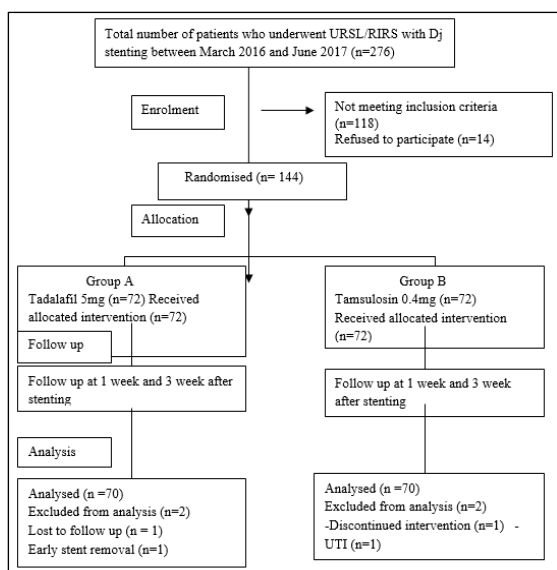 Total number of patients who underwent URSL/RIRS with Dj
stenting between March 2016 and June 2017 (n=276)
Enrolment
Not meeting inclusion criteria
(n=118)
Refused to participate (n=14)
Randomised (n= 144)
Allocation
Group A
Tadalafil 5mg (n=72) Received
allocated intervention (n=72)
Group B
Tamsulosin 0.4mg (n=72)
Received allocated intervention
(n=72)
Follow up
Follow up at 1 week and 3 week after
stenting
Follow up at 1 week and 3 week after
stenting
Analysis
Analysed (n =70)
Excluded from analysis (n=2)
Lost to follow up (n = 1)
Early stent removal (n=1)
Analysed (n =70)
Excluded from analysis (n=2)
-Discontinued intervention (n=1) -
UTI (n=1)